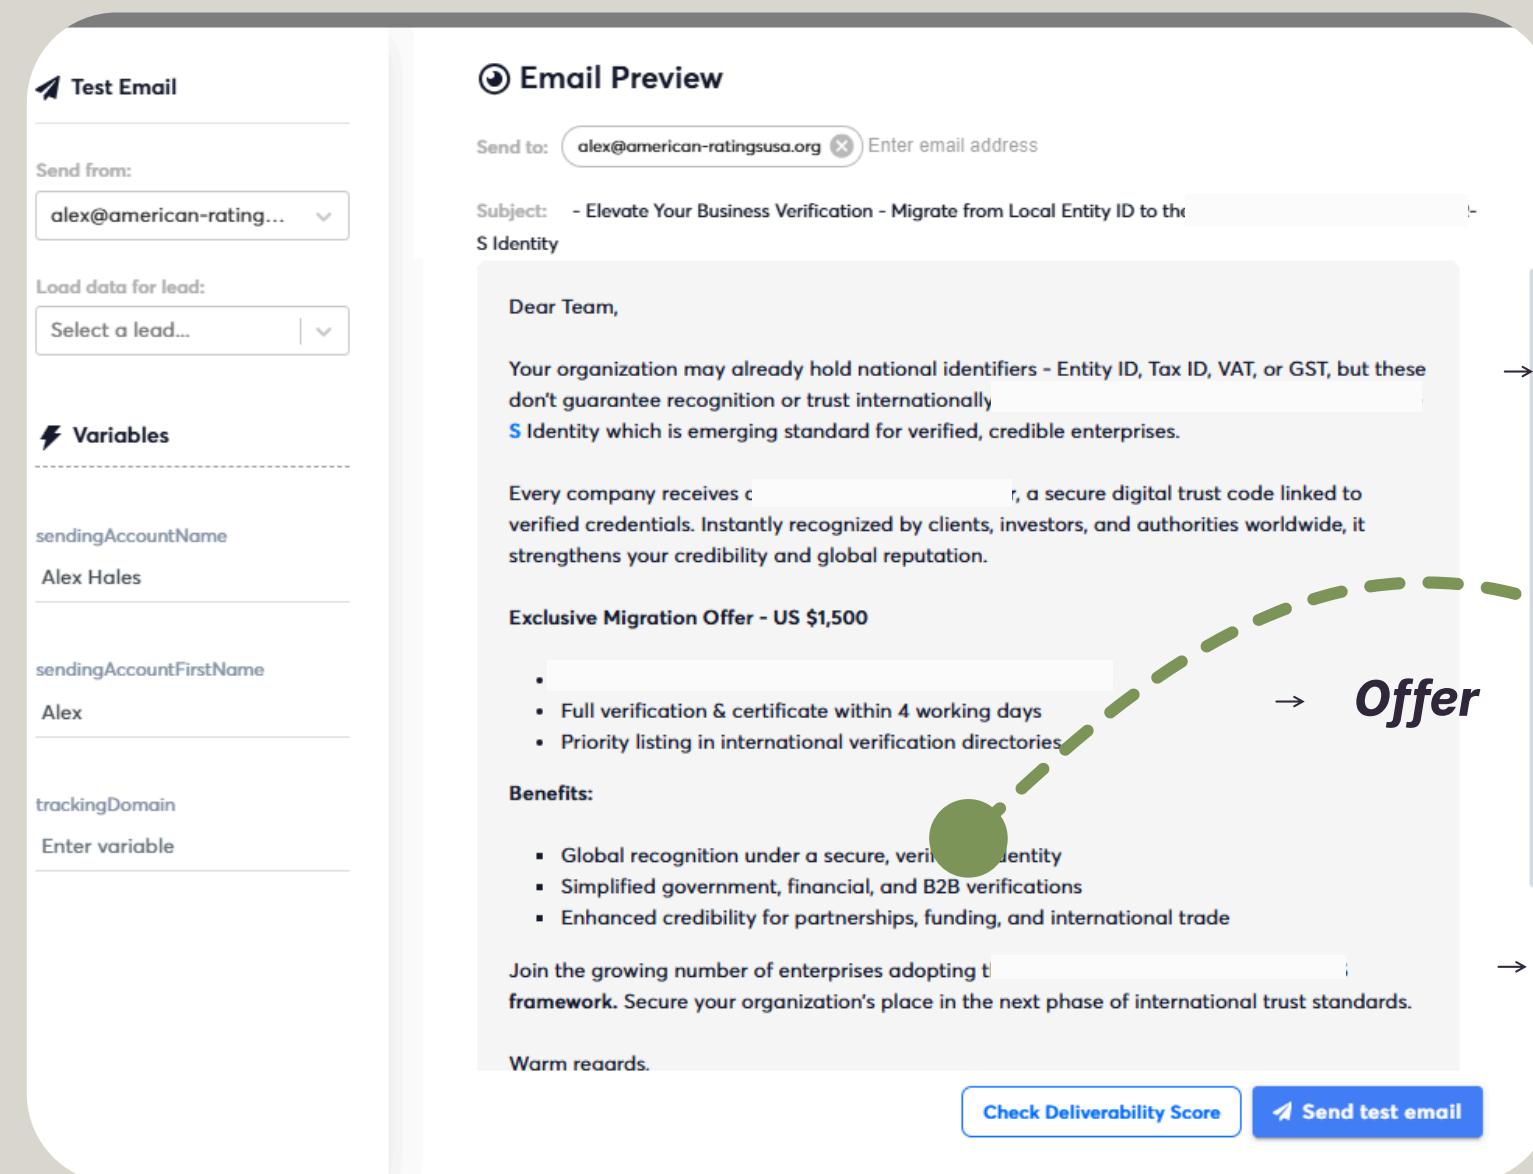 Test Email
Send from:
alex@american-rating...
Load data for lead:
Select a lead...
Variables
sendingAccountName
Alex Hales
sendingAccountFirstName
Alex
trackingDomain
Enter variable
Email Preview
Send to: alex@american-ratingsusa.org Enter email address
Subject: - Elevate Your Business Verification - Migrate from Local Entity ID to the
S Identity
Dear Team,
Your organization may already hold national identifiers - Entity ID, Tax ID, VAT, or GST, but these
don't guarantee recognition or trust internationally
S Identity which is emerging standard for verified, credible enterprises.
Every company receives , a secure digital trust code linked to
verified credentials. Instantly recognized by clients, investors, and authorities worldwide, it
strengthens your credibility and global reputation.
Exclusive Migration Offer - US $1,500
• Full verification & certificate within 4 working days
• Priority listing in international verification directories
→ Offer
Benefits:
▪ Global recognition under a secure,
▪ Simplified government, financial, and B2B verifications
▪ Enhanced credibility for partnerships, funding, and international trade
Join the growing number of enterprises adopting
framework. Secure your organization's place in the next phase of international trust standards.
Warm regards,
Check Deliverability Score
Send test email